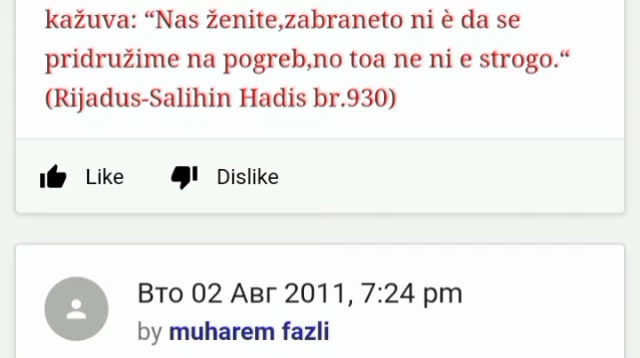 kažuva: “Nas ženite,zabraneto ni è da se
pridružime na pogreb,no toa ne ni e strogo.“
(Rijadus-Salihin Hadis br.930)
Like Dislike
Вто 02 Авг 2011, 7:24 pm
by muharem fazli